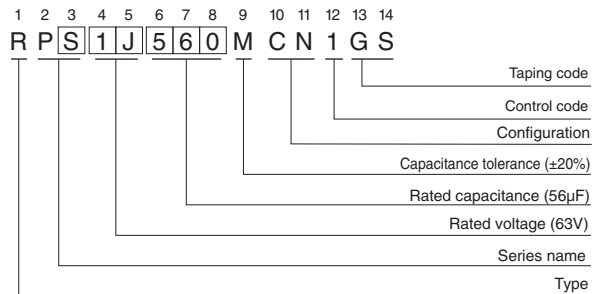 1 2 3 4 5 6 7 8 9 10 11 12 13 14
R P S 1 J 5 6 0 M C N 1 G S
Taping code
Control code
Configuration
Capacitance tolerance (±20%)
Rated capacitance (56µF)
Rated voltage (63V)
Series name
Type